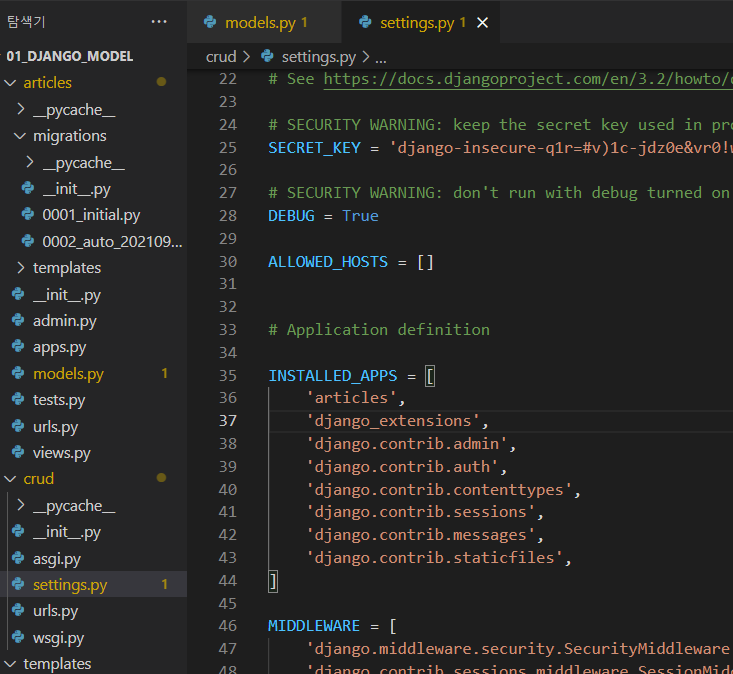 탐색기 ...
01_DJANGO_MODEL
articles
__pycache__
migrations
__pycache__
__init__.py
0001_initial.py
0002_auto_202109...
templates
__init__.py
admin.py
apps.py
models.py 1
tests.py
urls.py
views.py
crud
__pycache__
__init__.py
asgi.py
settings.py 1
urls.py
wsgi.py
templates
models.py 1 settings.py 1
crud > settings.py > ...
22 # See https://docs.djangoproject.com/en/3.2/howto/
23
24 # SECURITY WARNING: keep the secret key used in pr
25 SECRET_KEY = 'django-insecure-q1r=#v)1c-jdz0e&vr0!
26
27 # SECURITY WARNING: don't run with debug turned on
28 DEBUG = True
29
30 ALLOWED_HOSTS = []
31
32
33 # Application definition
34
35 INSTALLED_APPS = [
36 'articles',
37 'django_extensions',
38 'django.contrib.admin',
39 'django.contrib.auth',
40 'django.contrib.contenttypes',
41 'django.contrib.sessions',
42 'django.contrib.messages',
43 'django.contrib.staticfiles',
44 ]
45
46 MIDDLEWARE = [
47 'django.middleware.security.SecurityMiddleware
48 'django.contrib.sessions.middleware.SessionMid